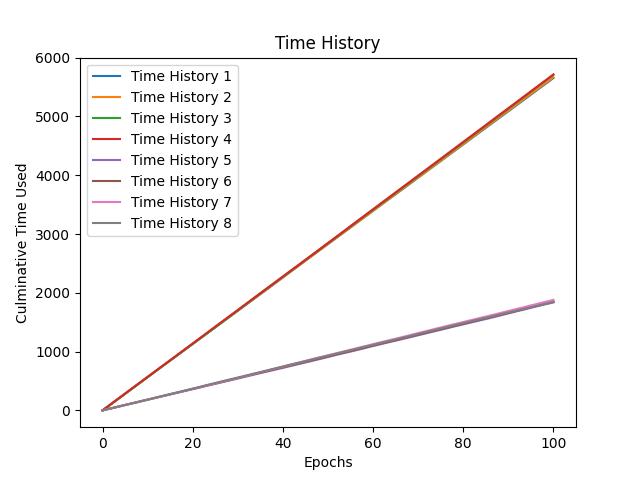 Time History
6000
5000
4000
3000
2000
1000
0
Culminative Time Used
Time History 1
Time History 2
Time History 3
Time History 4
Time History 5
Time History 6
Time History 7
Time History 8
0 20 40 60 80 100
Epochs